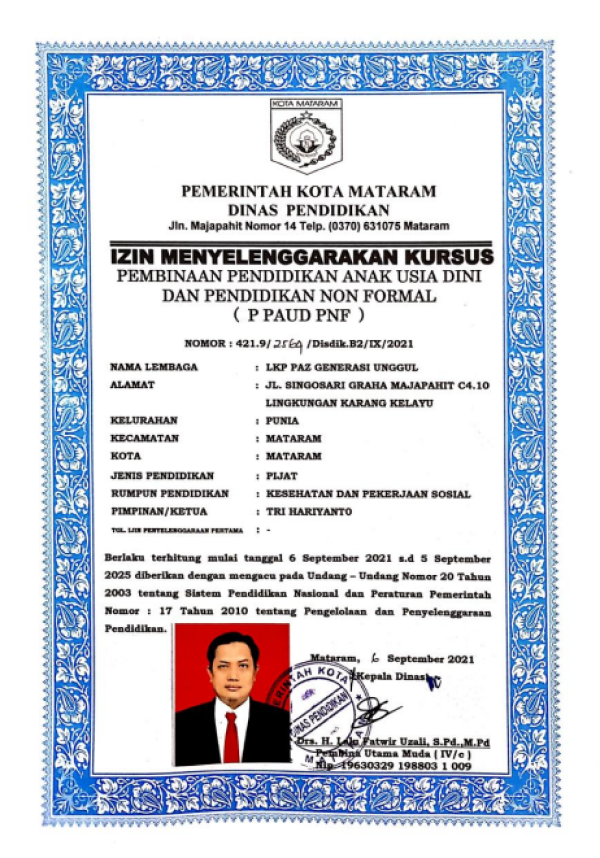 KOTA MATARAM
PEMERINTAH KOTA MATARAM
DINAS PENDIDIKAN
Jln. Majapahit Nomor 14 Telp. (0370) 631075 Mataram
IZIN MENYELENGGARAKAN KURSUS
PEMBINAAN PENDIDIKAN ANAK USIA DINI
DAN PENDIDIKAN NON FORMAL
( P PAUD PNF )
NOMOR : 421.9/ 2569 /Disdik.B2/IX/2021
NAMA LEMBAGA : LKP PAZ GENERASI UNGGUL
ALAMAT : JL. SINGOSARI GRAHA MAJAPAHIT C4.10
LINGKUNGAN KARANG KELAYU
KELURAHAN : PUNIA
KECAMATAN : MATARAM
KOTA : MATARAM
JENIS PENDIDIKAN : PIJAT
RUMPUN PENDIDIKAN : KESEHATAN DAN PEKERJAAN SOSIAL
PIMPINAN/KETUA : TRI HARIYANTO
TGL. IJIN PENYELENGGARAAN PERTAMA : -
Berlaku terhitung mulai tanggal 6 September 2021 s.d 5 September
2025 diberikan dengan mengacu pada Undang – Undang Nomor 20 Tahun
2003 tentang Sistem Pendidikan Nasional dan Peraturan Pemerintah
Nomor : 17 Tahun 2010 tentang Pengelolaan dan Penyelenggaraan
Pendidikan.
Mataram, 6 September 2021
Kepala Dinas
DINAS PENDIDIKAN
Drs. H. Lalu Fatwir Uzali, S.Pd.,M.Pd
Pembina Utama Muda ( IV/c )
Nip. 19630329 198803 1 009